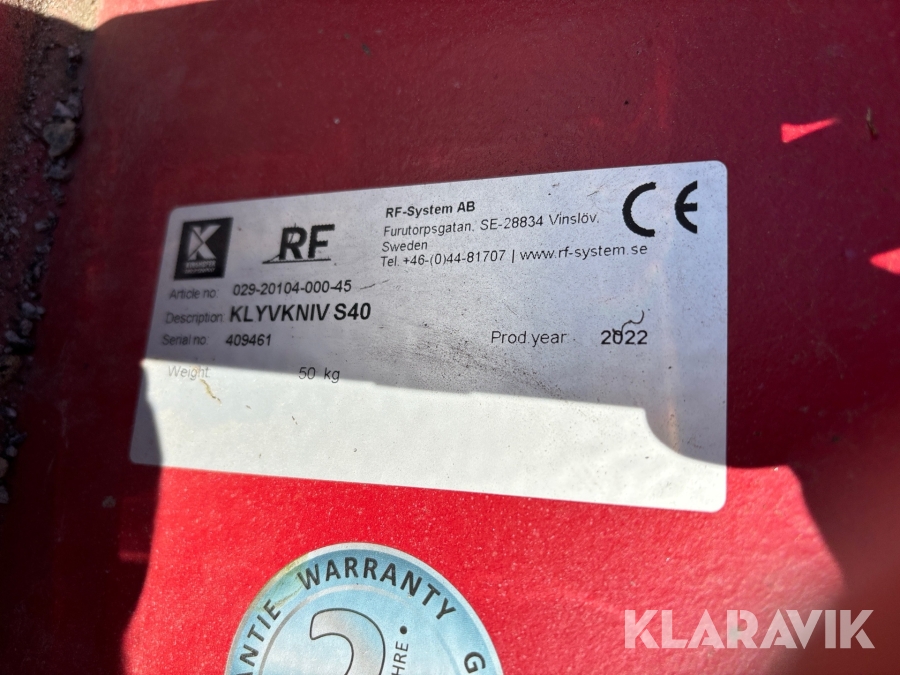 RF
RF-System AB
Furutorpsgatan, SE-28834 Vinslöv,
Sweden
Tel. +46-(0)44-81707 | www.rf-system.se
CE
Article no: 029-20104-000-45
Description: KLYVKNIV S40
Serial no: 409461
Prod.year 2022
Weight: 50 kg
WARRANTY
2
KLARAVIK